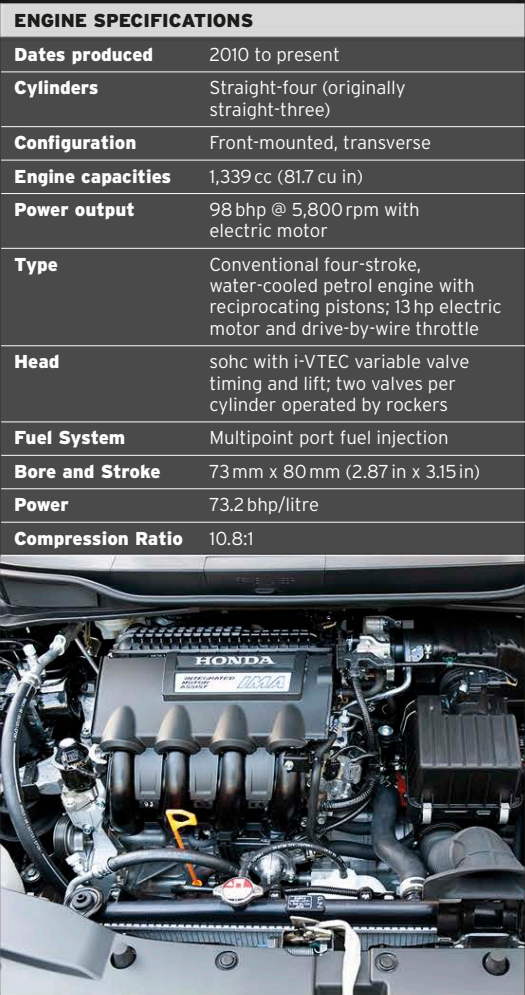 ENGINE SPECIFICATIONS
Dates produced 2010 to present
Cylinders Straight-four (originally
straight-three)
Configuration Front-mounted, transverse
Engine capacities 1,339 cc (81.7 cu in)
Power output 98 bhp @ 5,800 rpm with
electric motor
Type Conventional four-stroke,
water-cooled petrol engine with
reciprocating pistons; 13 hp electric
motor and drive-by-wire throttle
Head sohc with i-VTEC variable valve
timing and lift; two valves per
cylinder operated by rockers
Fuel System Multipoint port fuel injection
Bore and Stroke 73 mm x 80 mm (2.87 in x 3.15 in)
Power 73.2 bhp/litre
Compression Ratio 10.8:1
HONDA
INTEGRATED
MOTOR
ASSIST
IMA